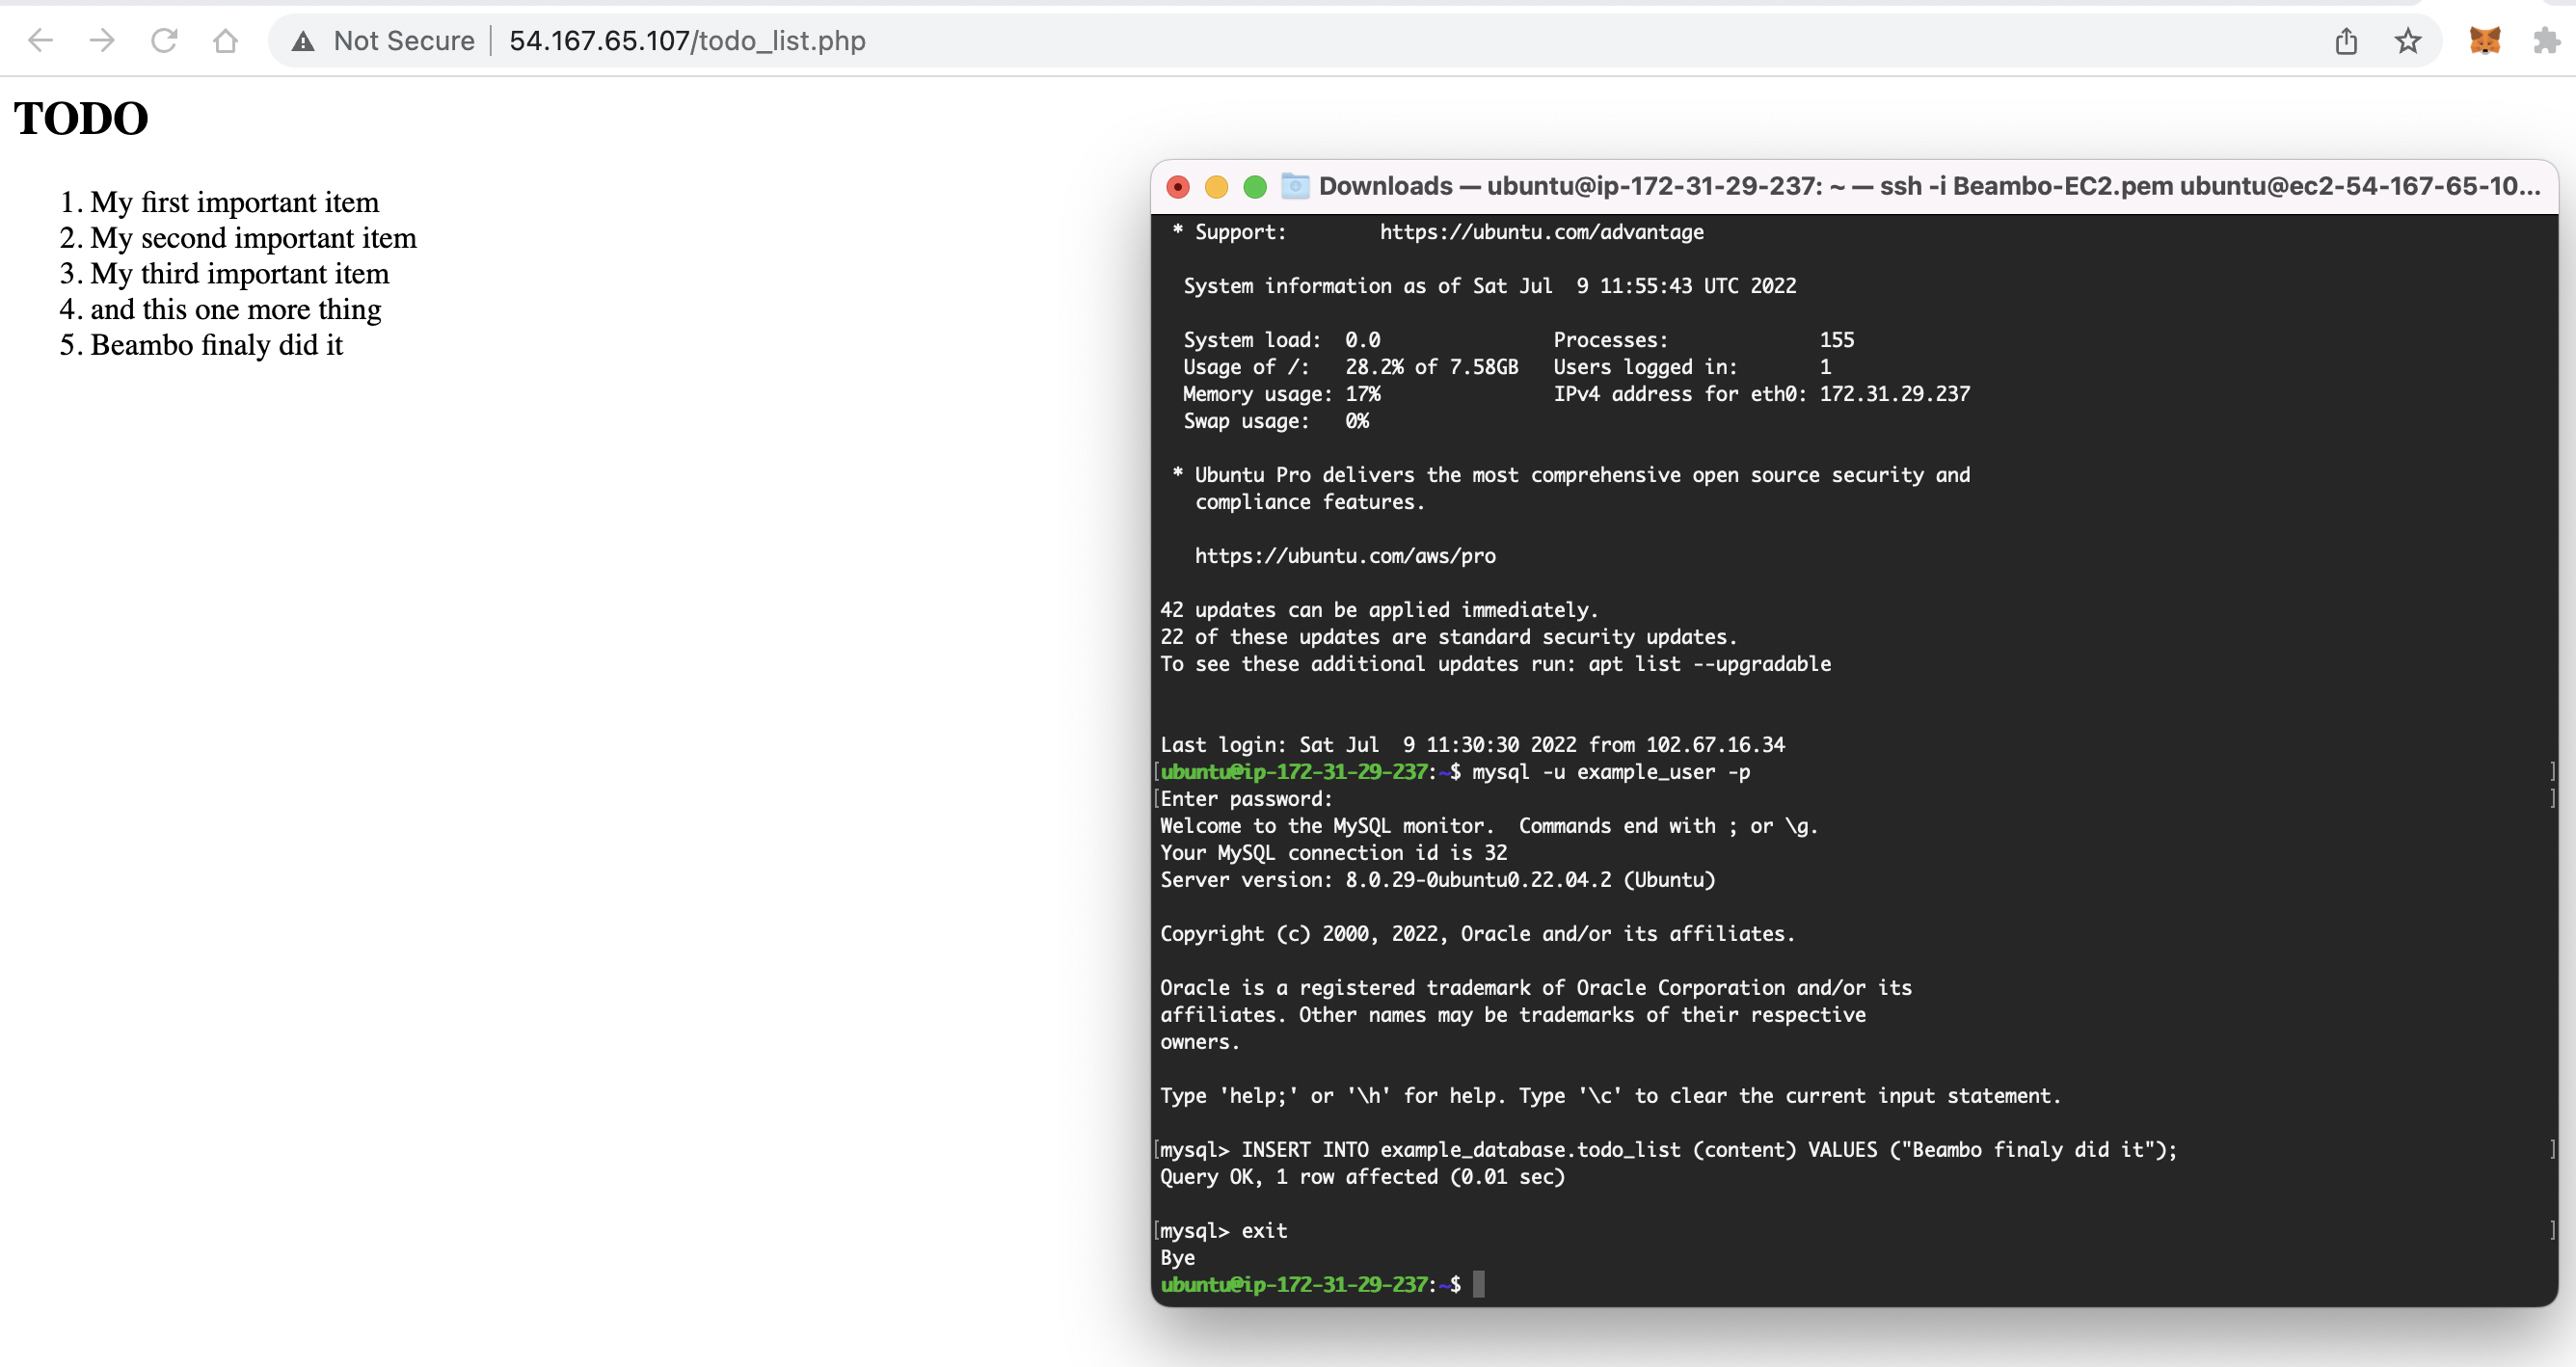 Not Secure | 54.167.65.107/todo_list.php
TODO
1. My first important item
2. My second important item
3. My third important item
4. and this one more thing
5. Beambo finaly did it
Downloads — ubuntu@ip-172-31-29-237: ~ — ssh -i Beambo-EC2.pem ubuntu@ec2-54-167-65-10...
* Support:        https://ubuntu.com/advantage
System information as of Sat Jul  9 11:55:43 UTC 2022
System load:  0.0               Processes:             155
Usage of /:   28.2% of 7.58GB   Users logged in:       1
Memory usage: 17%               IPv4 address for eth0: 172.31.29.237
Swap usage:   0%
* Ubuntu Pro delivers the most comprehensive open source security and
compliance features.
https://ubuntu.com/aws/pro
42 updates can be applied immediately.
22 of these updates are standard security updates.
To see these additional updates run: apt list --upgradable
Last login: Sat Jul  9 11:30:30 2022 from 102.67.16.34
[ubuntu@ip-172-31-29-237:~$ mysql -u example_user -p ]
[Enter password: ]
Welcome to the MySQL monitor.  Commands end with ; or \g.
Your MySQL connection id is 32
Server version: 8.0.29-0ubuntu0.22.04.2 (Ubuntu)
Copyright (c) 2000, 2022, Oracle and/or its affiliates.
Oracle is a registered trademark of Oracle Corporation and/or its
affiliates. Other names may be trademarks of their respective
owners.
Type 'help;' or '\h' for help. Type '\c' to clear the current input statement.
[mysql> INSERT INTO example_database.todo_list (content) VALUES ("Beambo finaly did it"); ]
Query OK, 1 row affected (0.01 sec)
[mysql> exit ]
Bye
ubuntu@ip-172-31-29-237:~$